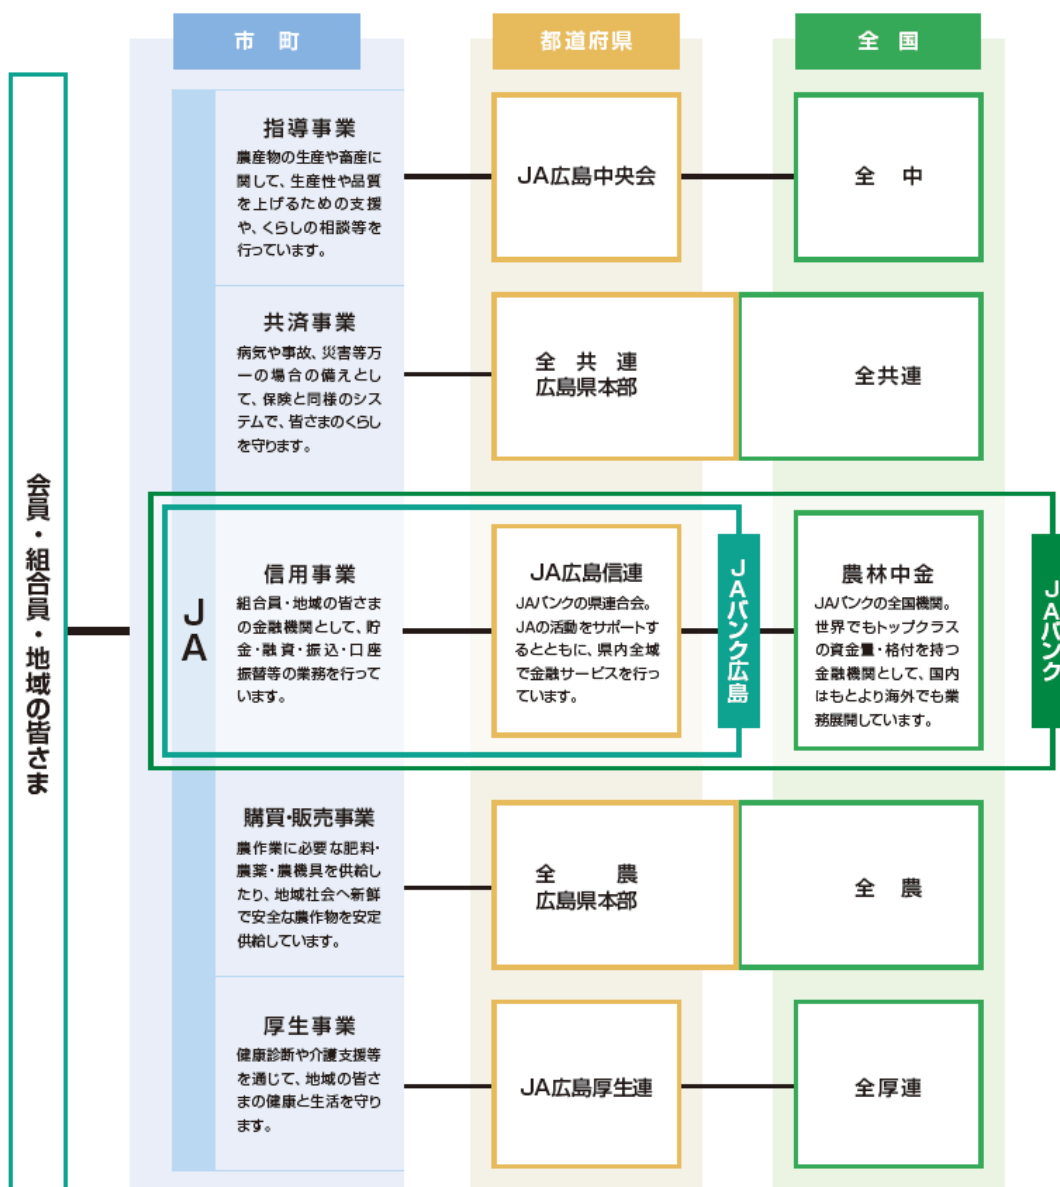 市 町
都道府県
全 国
会員・組合員・地域の皆さま
JA
指導事業
農産物の生産や畜産に
関して、生産性や品質
を上げるための支援
や、くらしの相談等を
行っています。
JA広島中央会
全 中
共済事業
病気や事故、災害等万
一の場合の備えとし
て、保険と同様のシス
テムで、皆さまのくらし
を守ります。
全 共 連
広島県本部
全共連
信用事業
組合員・地域の皆さま
の金融機関として、貯
金・融資・振込・口座
振替等の業務を行って
います。
JA広島信連
JAバンクの県連合会。
JAの活動をサポートす
るとともに、県内全域
で金融サービスを行っ
ています。
JAバンク広島
農林中金
JAバンクの全国機関。
世界でもトップクラス
の資金量・格付を持つ
金融機関として、国内
はもとより海外でも業
務展開しています。
JAバンク
購買・販売事業
農作業に必要な肥料・
農薬・農機具を供給し
たり、地域社会へ新鮮
で安全な農作物を安定
供給しています。
全 農
広島県本部
全 農
厚生事業
健康診断や介護支援等
を通じて、地域の皆さ
まの健康と生活を守り
ます。
JA広島厚生連
全厚連